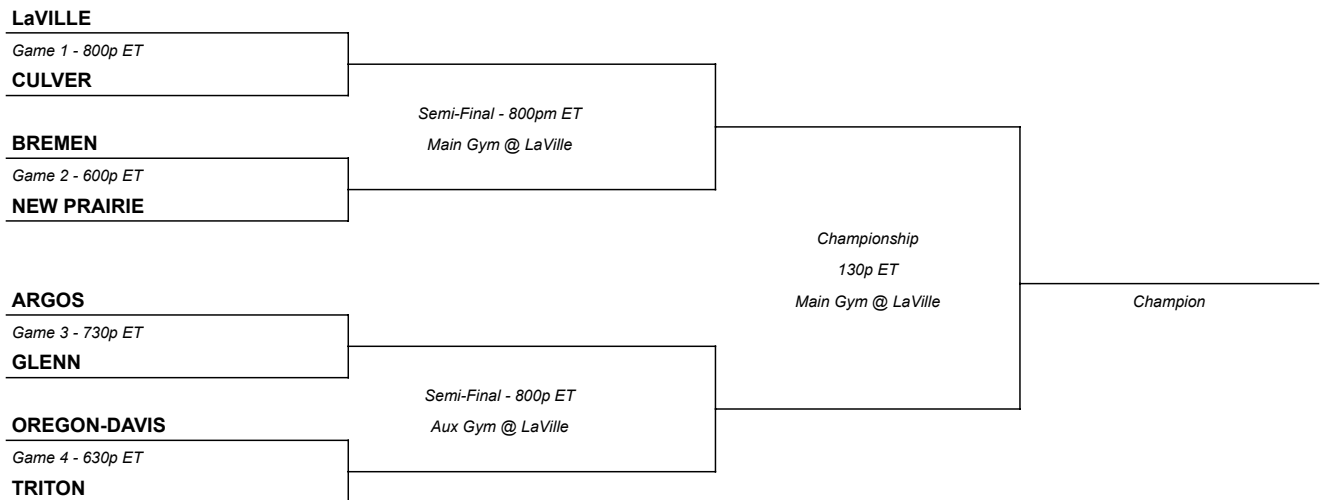 LaVILLE
Game 1 - 800p ET
CULVER
Semi-Final - 800pm ET
Main Gym @ LaVille
BREMEN
Game 2 - 600p ET
NEW PRAIRIE
Championship
130p ET
Main Gym @ LaVille
Champion
ARGOS
Game 3 - 730p ET
GLENN
Semi-Final - 800p ET
Aux Gym @ LaVille
OREGON-DAVIS
Game 4 - 630p ET
TRITON